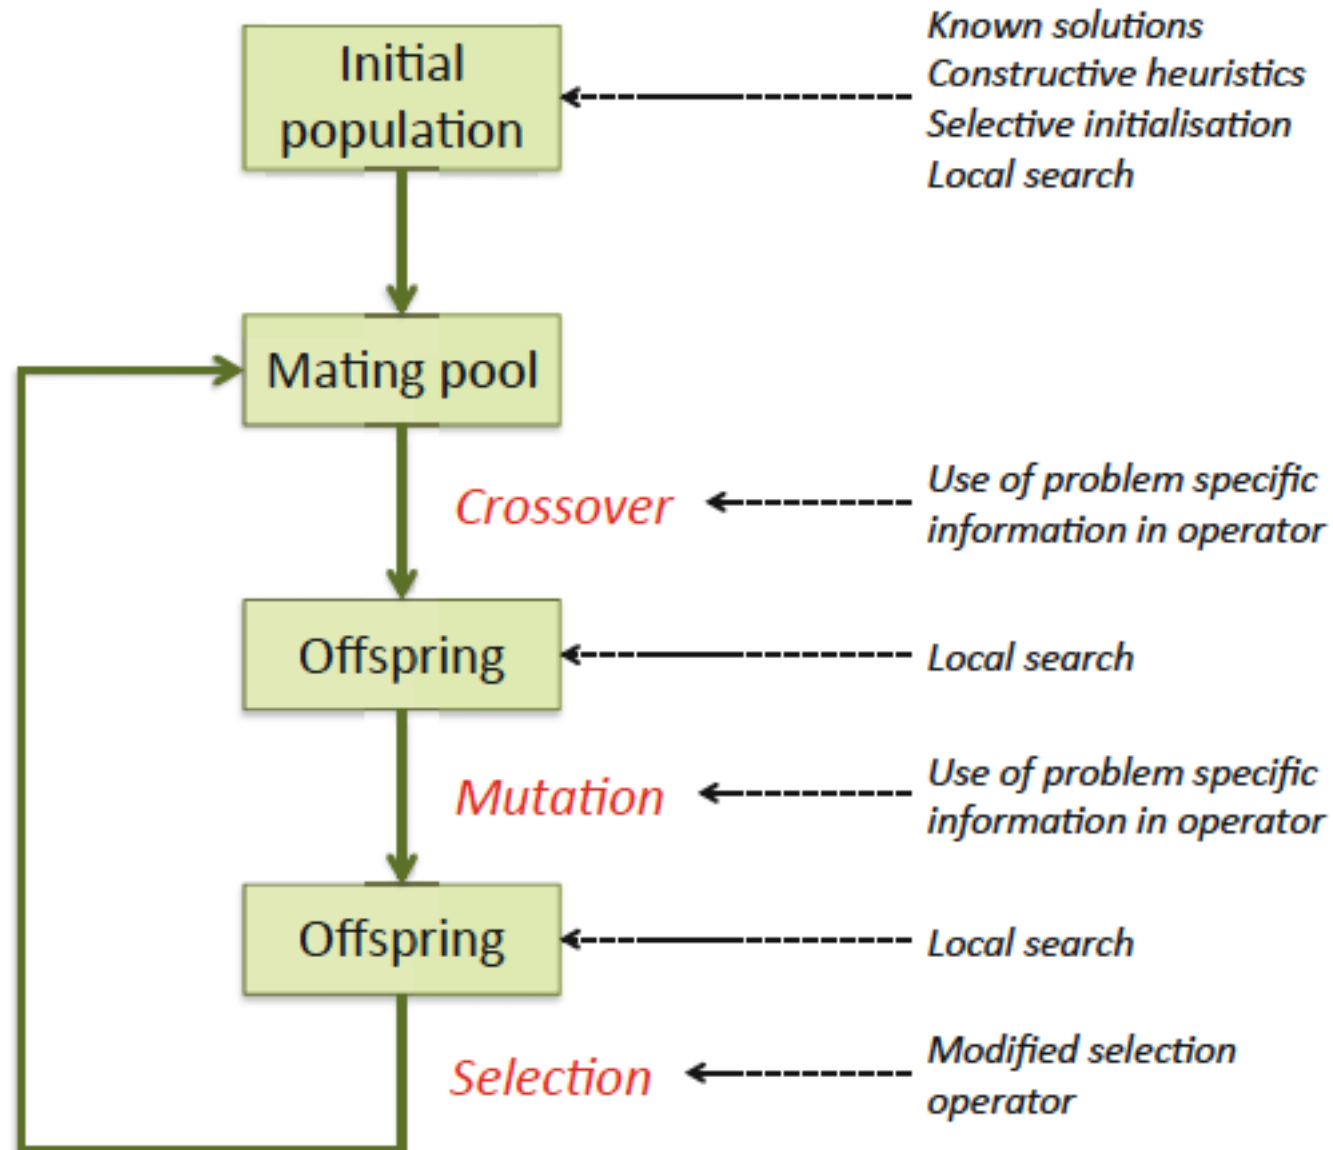 Initial
population
Known solutions
Constructive heuristics
Selective initialisation
Local search
Mating pool
Crossover
Use of problem specific
information in operator
Offspring
Local search
Mutation
Use of problem specific
information in operator
Offspring
Local search
Selection
Modified selection
operator